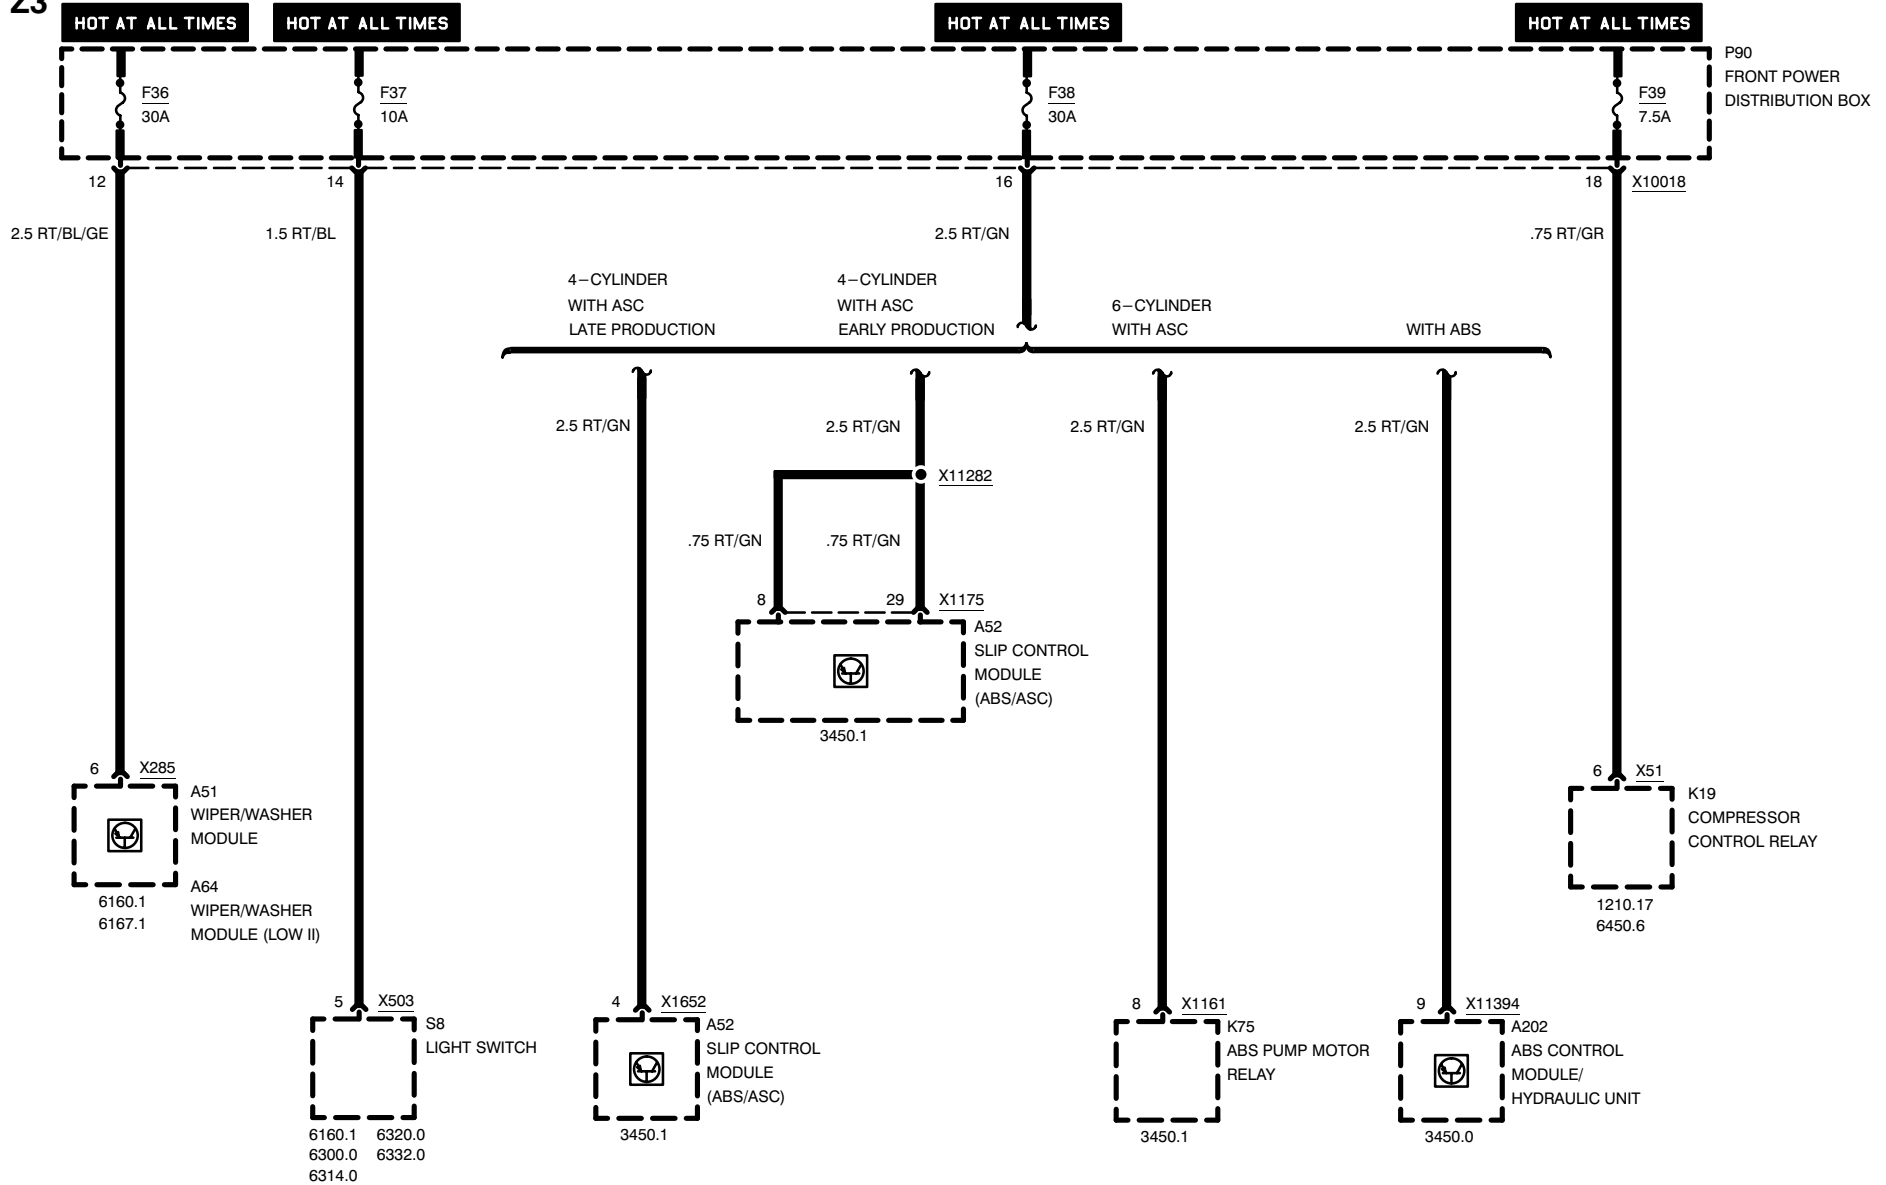 Z3
HOT AT ALL TIMES
HOT AT ALL TIMES
HOT AT ALL TIMES
HOT AT ALL TIMES
P90
FRONT POWER
DISTRIBUTION BOX
F36
30A
F37
10A
F38
30A
F39
7.5A
12
14
16
18
X10018
2.5 RT/BL/GE
1.5 RT/BL
2.5 RT/GN
.75 RT/GR
4-CYLINDER
WITH ASC
LATE PRODUCTION
4-CYLINDER
WITH ASC
EARLY PRODUCTION
6-CYLINDER
WITH ASC
WITH ABS
2.5 RT/GN
2.5 RT/GN
2.5 RT/GN
2.5 RT/GN
X11282
.75 RT/GN
.75 RT/GN
8
29
X1175
A52
SLIP CONTROL
MODULE
(ABS/ASC)
3450.1
6
X285
A51
WIPER/WASHER
MODULE
A64
WIPER/WASHER
MODULE (LOW II)
6160.1
6167.1
6
X51
K19
COMPRESSOR
CONTROL RELAY
1210.17
6450.6
5
X503
S8
LIGHT SWITCH
6160.1
6300.0
6314.0
6320.0
6332.0
4
X1652
A52
SLIP CONTROL
MODULE
(ABS/ASC)
3450.1
8
X1161
K75
ABS PUMP MOTOR
RELAY
3450.1
9
X11394
A202
ABS CONTROL
MODULE/
HYDRAULIC UNIT
3450.0